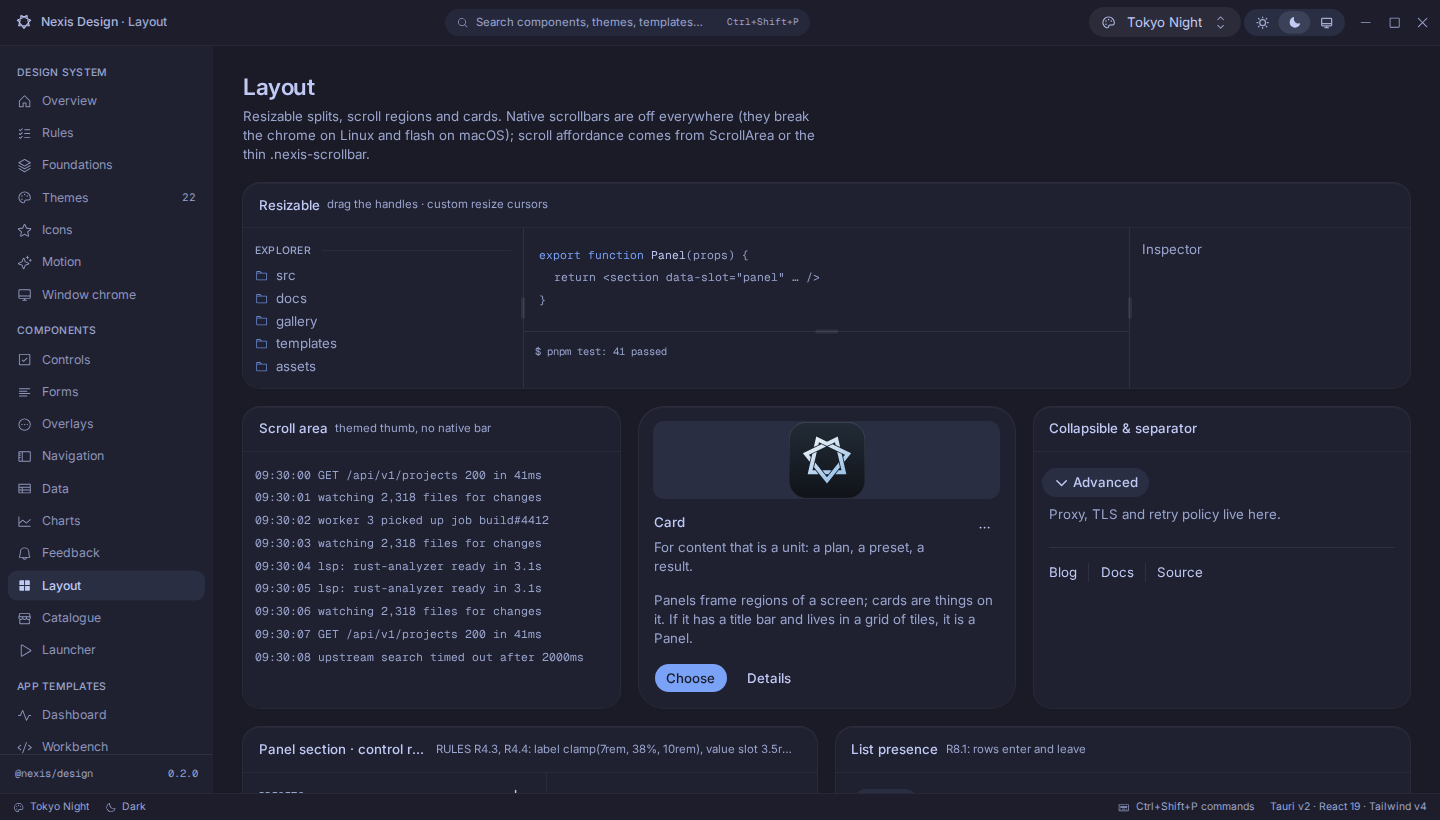 Nexis Design · Layout
Search components, themes, templates... Ctrl+Shift+P
Tokyo Night
DESIGN SYSTEM
Overview
Rules
Foundations
Themes 22
Icons
Motion
Window chrome
COMPONENTS
Controls
Forms
Overlays
Navigation
Data
Charts
Feedback
Layout
Catalogue
Launcher
APP TEMPLATES
Dashboard
Workbench
@nexis/design 0.2.0
Layout
Resizable splits, scroll regions and cards. Native scrollbars are off everywhere (they break
the chrome on Linux and flash on macOS); scroll affordance comes from ScrollArea or the
thin .nexis-scrollbar.
Resizable drag the handles · custom resize cursors
EXPLORER
src
docs
gallery
templates
assets
export function Panel(props) {
return <section data-slot="panel" … />
}
$ pnpm test: 41 passed
Inspector
Scroll area themed thumb, no native bar
09:30:00 GET /api/v1/projects 200 in 41ms
09:30:01 watching 2,318 files for changes
09:30:02 worker 3 picked up job build#4412
09:30:03 watching 2,318 files for changes
09:30:04 lsp: rust-analyzer ready in 3.1s
09:30:05 lsp: rust-analyzer ready in 3.1s
09:30:06 watching 2,318 files for changes
09:30:07 GET /api/v1/projects 200 in 41ms
09:30:08 upstream search timed out after 2000ms
Card
...
For content that is a unit: a plan, a preset, a
result.
Panels frame regions of a screen; cards are things on
it. If it has a title bar and lives in a grid of tiles, it is a
Panel.
Choose Details
Collapsible & separator
Advanced
Proxy, TLS and retry policy live here.
Blog Docs Source
Panel section · control r... RULES R4.3, R4.4: label clamp(7rem, 38%, 10rem), value slot 3.5r...
List presence R8.1: rows enter and leave
Tokyo Night Dark
Ctrl+Shift+P commands Tauri v2 · React 19 · Tailwind v4